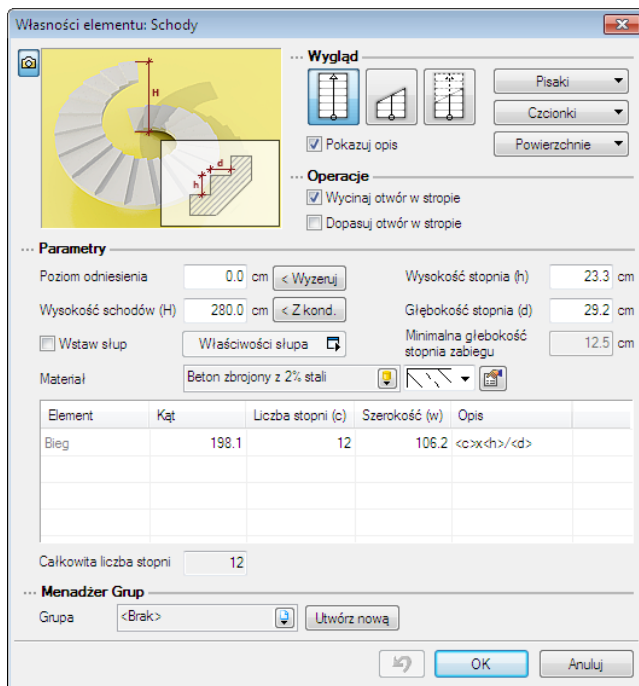 Własności elementu: Schody
H
d
h
Wygląd
Pisaki
Czcionki
Pokazuj opis
Powierzchnie
Operacje
Wycinaj otwór w stropie
Dopasuj otwór w stropie
Parametry
Poziom odniesienia 0.0 cm < Wyzeruj Wysokość stopnia (h) 23.3 cm
Wysokość schodów (H) 280.0 cm < Z kond. Głębokość stopnia (d) 29.2 cm
Wstaw słup Właściwości słupa Minimalna głębokość stopnia zabiegu 12.5 cm
Materiał Beton zbrojony z 2% stali
Element Kąt Liczba stopni (c) Szerokość (w) Opis
Bieg 198.1 12 106.2 <c>x<h>/<d>
Całkowita liczba stopni 12
Menadżer Grup
Grupa <Brak> Utwórz nową
OK Anuluj